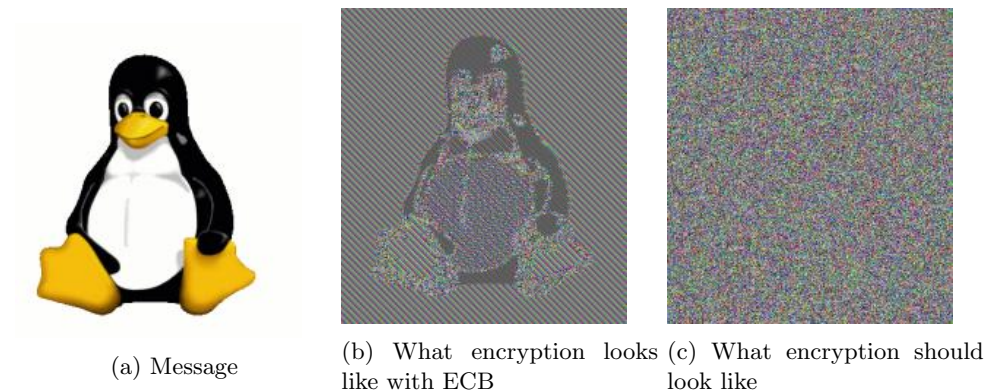 (a) Message
(b) What encryption looks
like with ECB
(c) What encryption should
look like